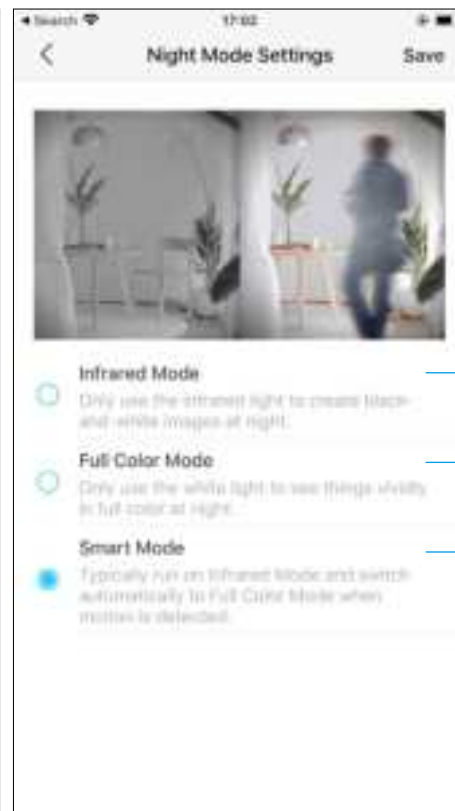 Search 17:02
Night Mode Settings Save
Infrared Mode
Only use the infrared light to create black-
and-white images at night.
Full Color Mode
Only use the white light to see things vividly
in full color at night.
Smart Mode
Typically run on Infrared Mode and switch
automatically to Full Color Mode when
motion is detected.